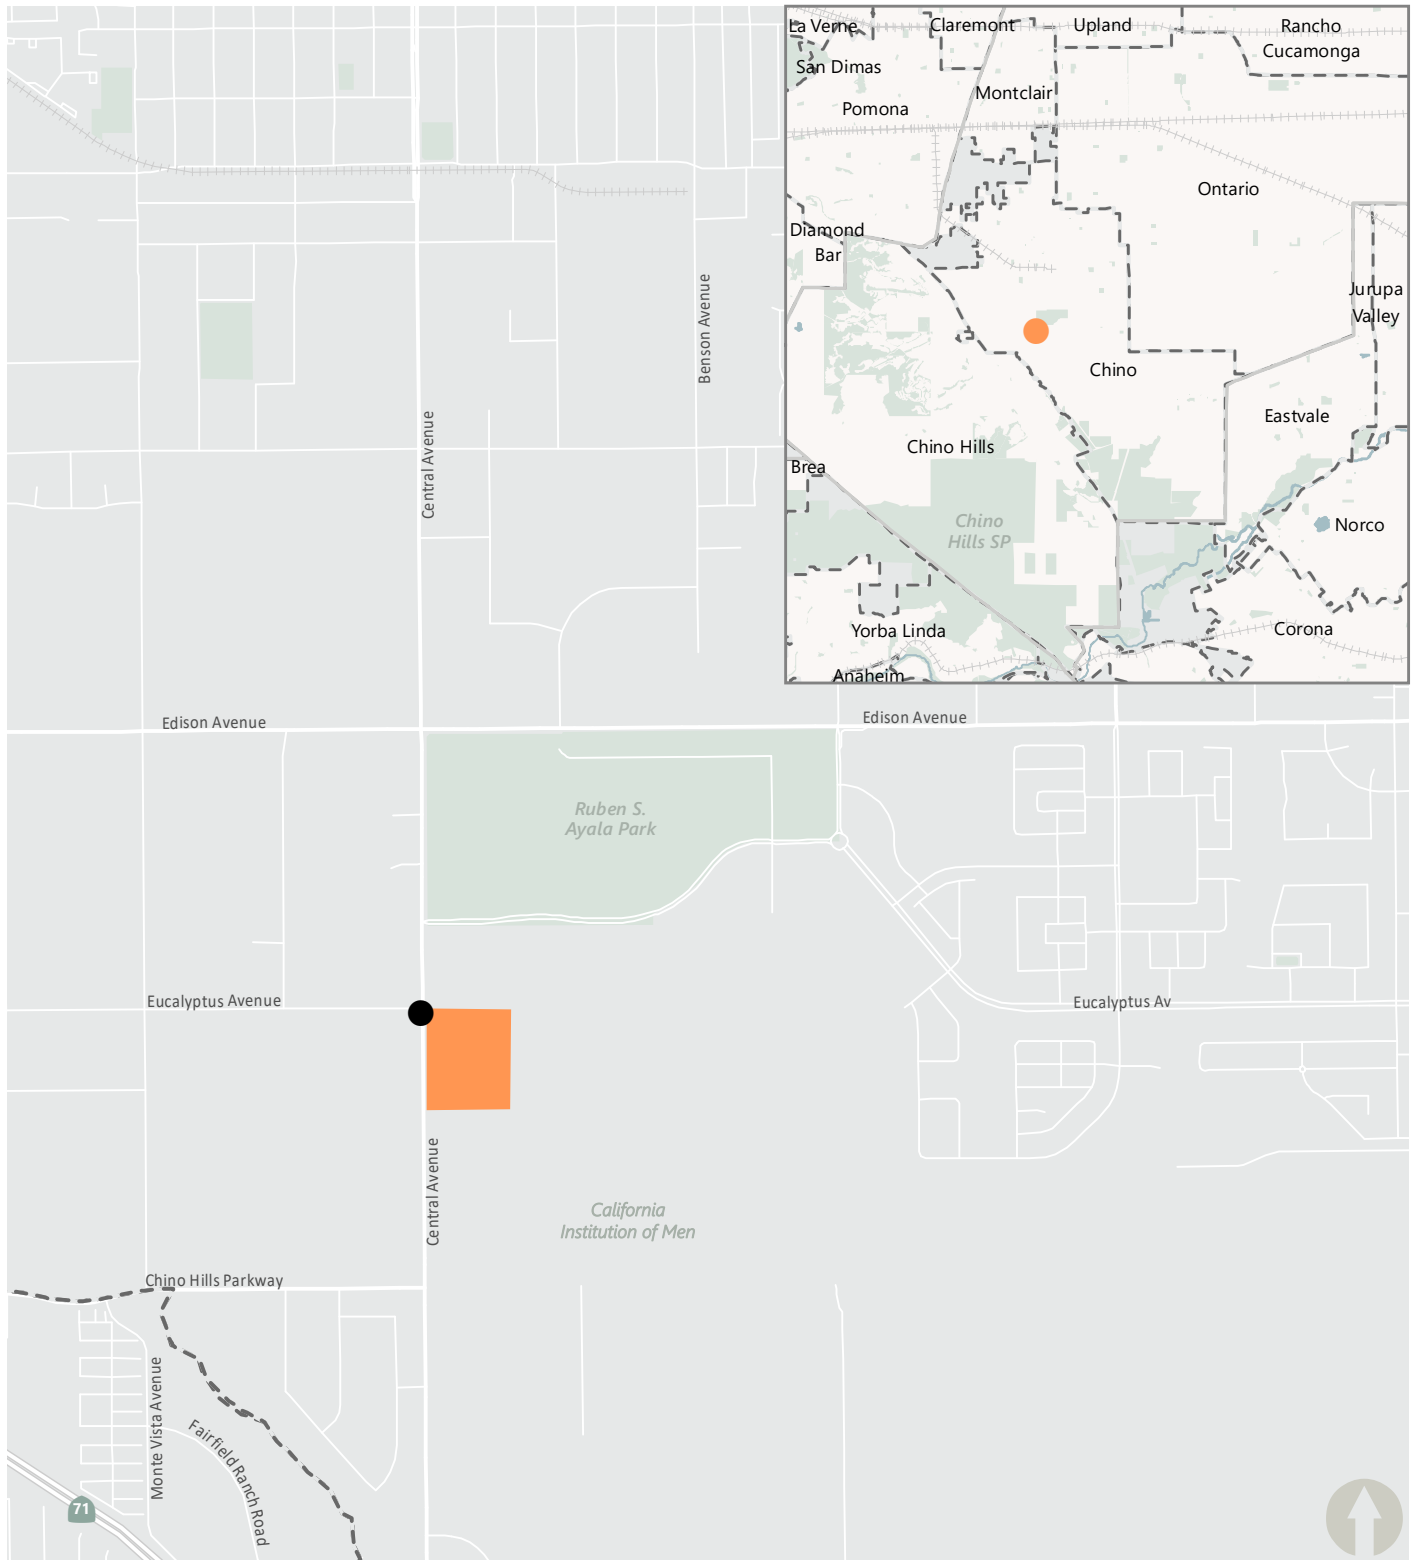 La Verne
Claremont
Upland
Rancho
Cucamonga
San Dimas
Montclair
Pomona
Ontario
Diamond
Bar
Jurupa
Valley
Chino
Eastvale
Chino Hills
Brea
Chino
Hills SP
Norco
Yorba Linda
Corona
Anaheim
Benson Avenue
Central Avenue
Edison Avenue
Edison Avenue
Ruben S.
Ayala Park
Eucalyptus Avenue
Eucalyptus Av
Central Avenue
California
Institution of Men
Chino Hills Parkway
Monte Vista Avenue
Fairfield Ranch Road
71